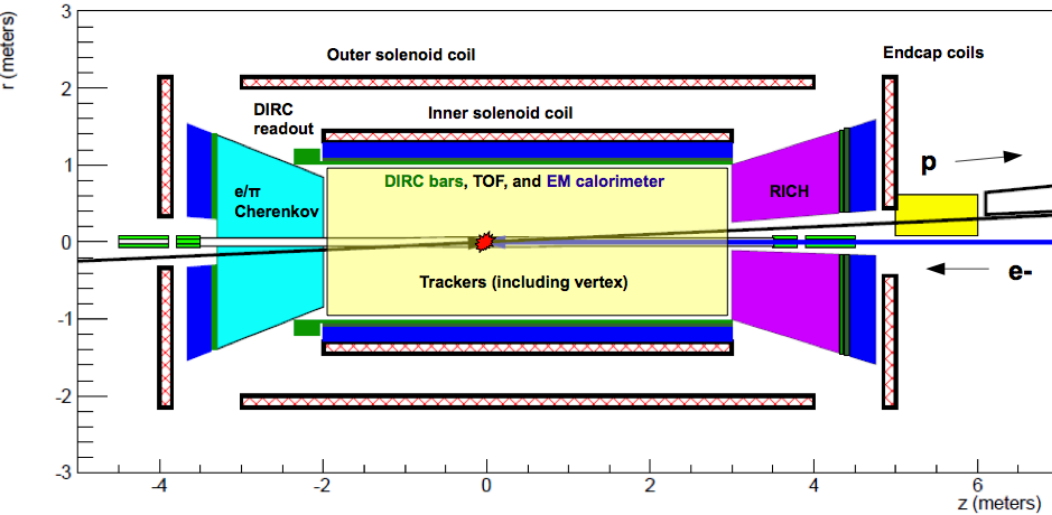 r (meters)
3
2
1
0
-1
-2
-3
Outer solenoid coil
Endcap coils
DIRC
readout
Inner solenoid coil
DIRC bars, TOF, and EM calorimeter
e/π
Cherenkov
RICH
p
Trackers (including vertex)
e-
-4
-2
0
2
4
6
z (meters)